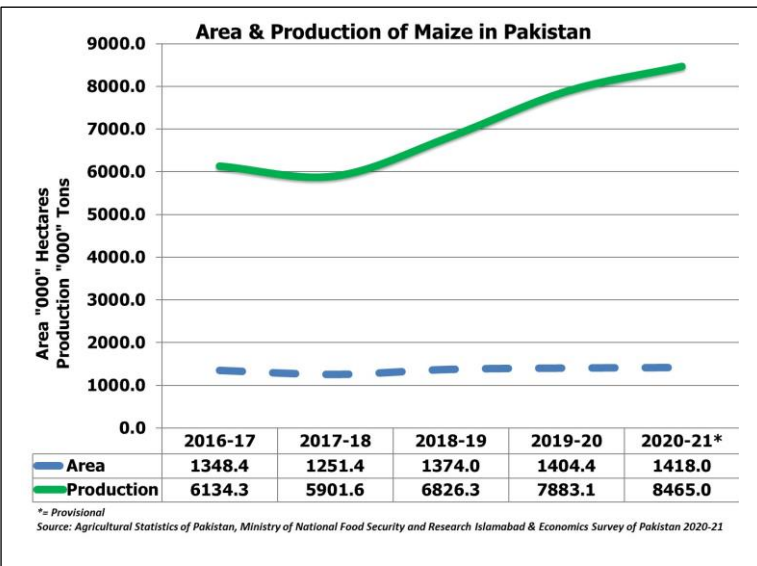 Area & Production of Maize in Pakistan
9000.0
8000.0
7000.0
6000.0
5000.0
4000.0
3000.0
2000.0
1000.0
0.0
Area "000" Hectares
Production "000" Tons
2016-17 2017-18 2018-19 2019-20 2020-21*
Area 1348.4 1251.4 1374.0 1404.4 1418.0
Production 6134.3 5901.6 6826.3 7883.1 8465.0
*= Provisional
Source: Agricultural Statistics of Pakistan, Ministry of National Food Security and Research Islamabad & Economics Survey of Pakistan 2020-21